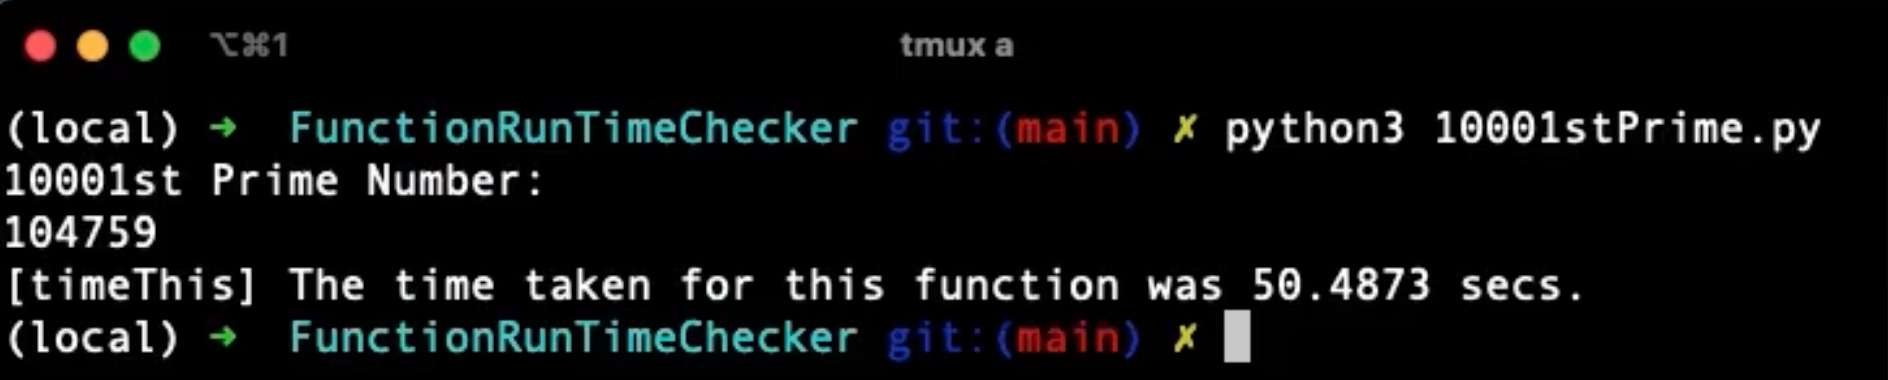 ⌥⌘1 tmux a
(local) ➜ FunctionRunTimeChecker git:(main) ✗ python3 10001stPrime.py
10001st Prime Number:
104759
[timeThis] The time taken for this function was 50.4873 secs.
(local) ➜ FunctionRunTimeChecker git:(main) ✗